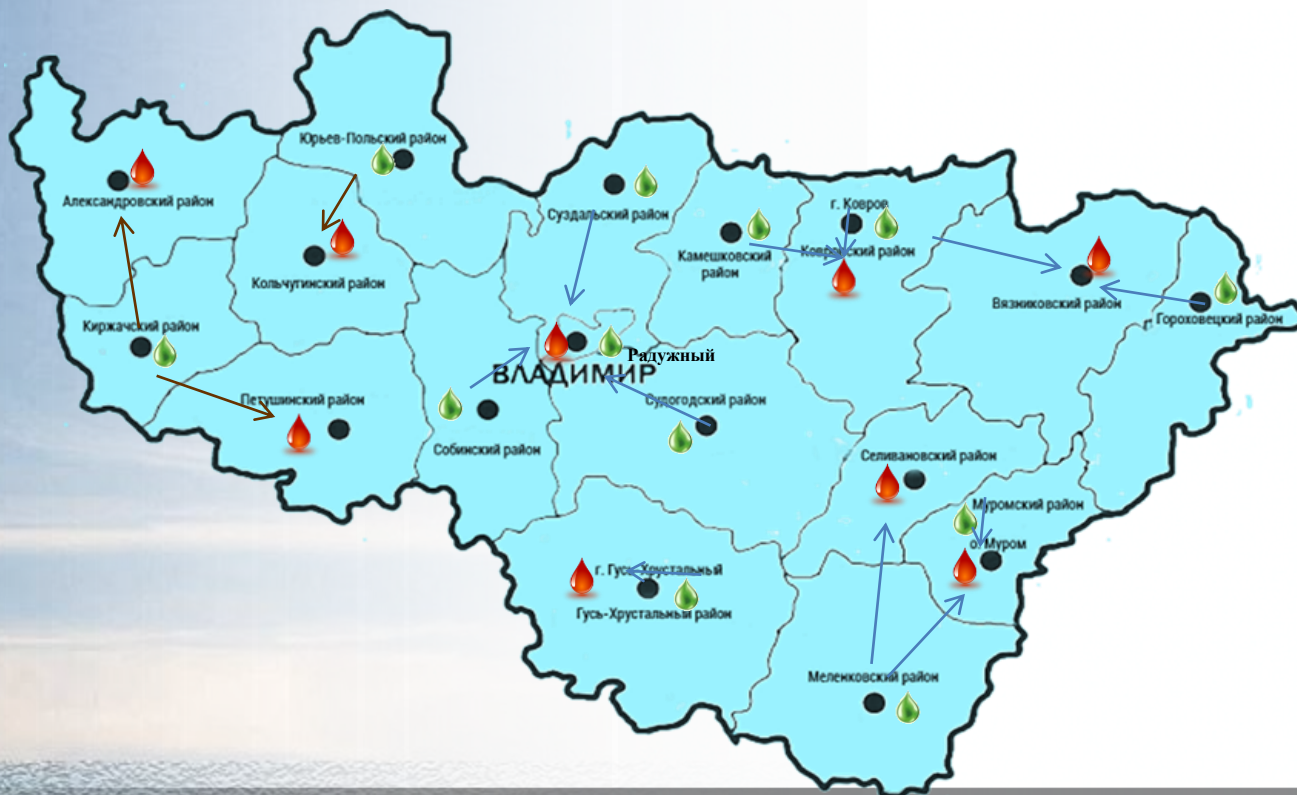 Юрьев-Польский район
Александровский район
Суздальский район
г. Ковров
Ковровский район
Камешковский
район
Кольчугинский район
Вязниковский район
Гороховецкий район
Киржачский район
Радужный
ВЛАДИМИР
Петушинский район
Судогодский район
Собинский район
Селивановский район
Муромский район
о. Муром
г. Гусь-Хрустальный
Гусь-Хрустальный район
Меленковский район